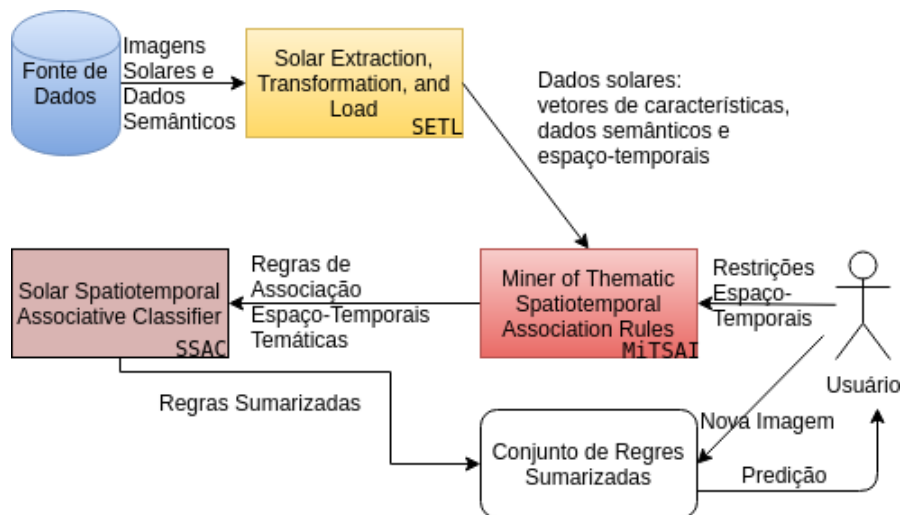 Fonte de
Dados
Imagens
Solares e
Dados
Semânticos
Solar Extraction,
Transformation, and
Load
SETL
Dados solares:
vetores de características,
dados semânticos e
espaço-temporais
Solar Spatiotemporal
Associative Classifier
SSAC
Regras de
Associação
Espaço-Temporais
Temáticas
Miner of Thematic
Spatiotemporal
Association Rules
MiTSAI
Restrições
Espaço-
Temporais
Usuário
Regras Sumarizadas
Nova Imagem
Conjunto de Regres
Sumarizadas
Predição